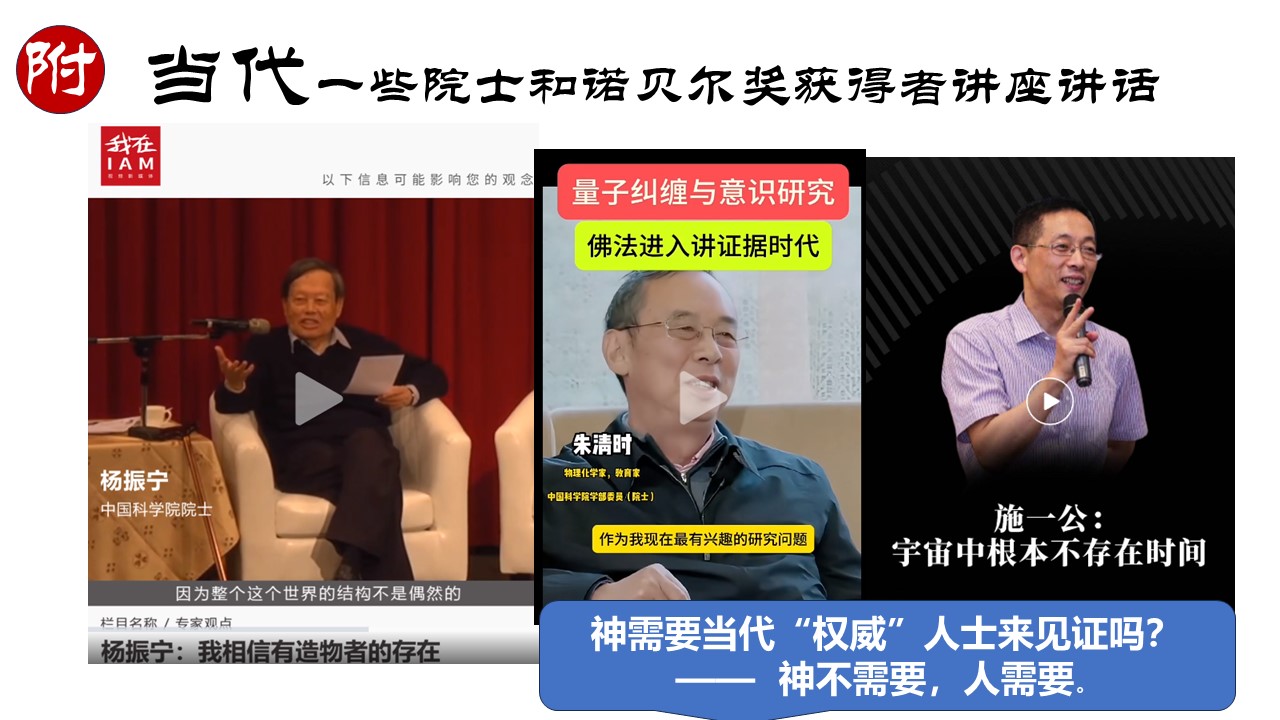 附
当代一些院士和诺贝尔奖获得者讲座讲话
我在
IAM
以下信息可能影响您的观念
杨振宁
中国科学院院士
因为整个这个世界的结构不是偶然的
栏目名称 / 专家观点
杨振宁：我相信有造物者的存在
量子纠缠与意识研究
佛法进入讲证据时代
朱清时
物理化学家，教育家
中国科学院学部委员（院士）
作为我现在最有兴趣的研究问题
施一公：
宇宙中根本不存在时间
神需要当代“权威”人士来见证吗？
—— 神不需要，人需要。